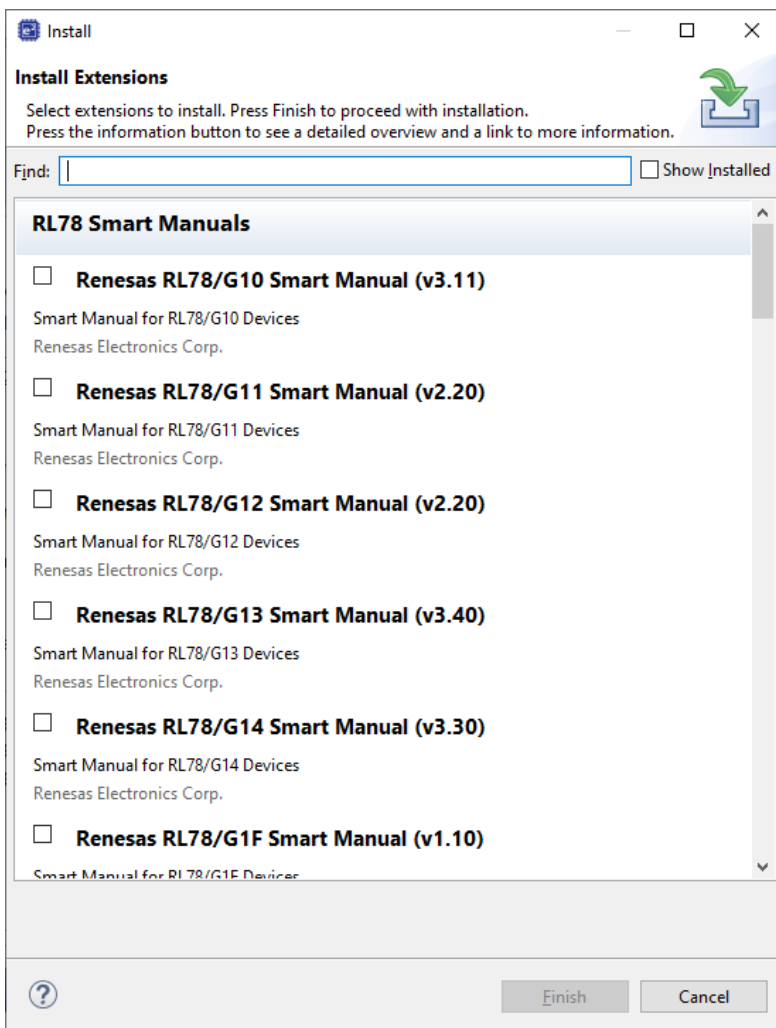 Install
Install Extensions
Select extensions to install. Press Finish to proceed with installation.
Press the information button to see a detailed overview and a link to more information.
Find:
Show Installed
RL78 Smart Manuals
Renesas RL78/G10 Smart Manual (v3.11)
Smart Manual for RL78/G10 Devices
Renesas Electronics Corp.
Renesas RL78/G11 Smart Manual (v2.20)
Smart Manual for RL78/G11 Devices
Renesas Electronics Corp.
Renesas RL78/G12 Smart Manual (v2.20)
Smart Manual for RL78/G12 Devices
Renesas Electronics Corp.
Renesas RL78/G13 Smart Manual (v3.40)
Smart Manual for RL78/G13 Devices
Renesas Electronics Corp.
Renesas RL78/G14 Smart Manual (v3.30)
Smart Manual for RL78/G14 Devices
Renesas Electronics Corp.
Renesas RL78/G1F Smart Manual (v1.10)
Smart Manual for RL78/G1F Devices
Finish
Cancel